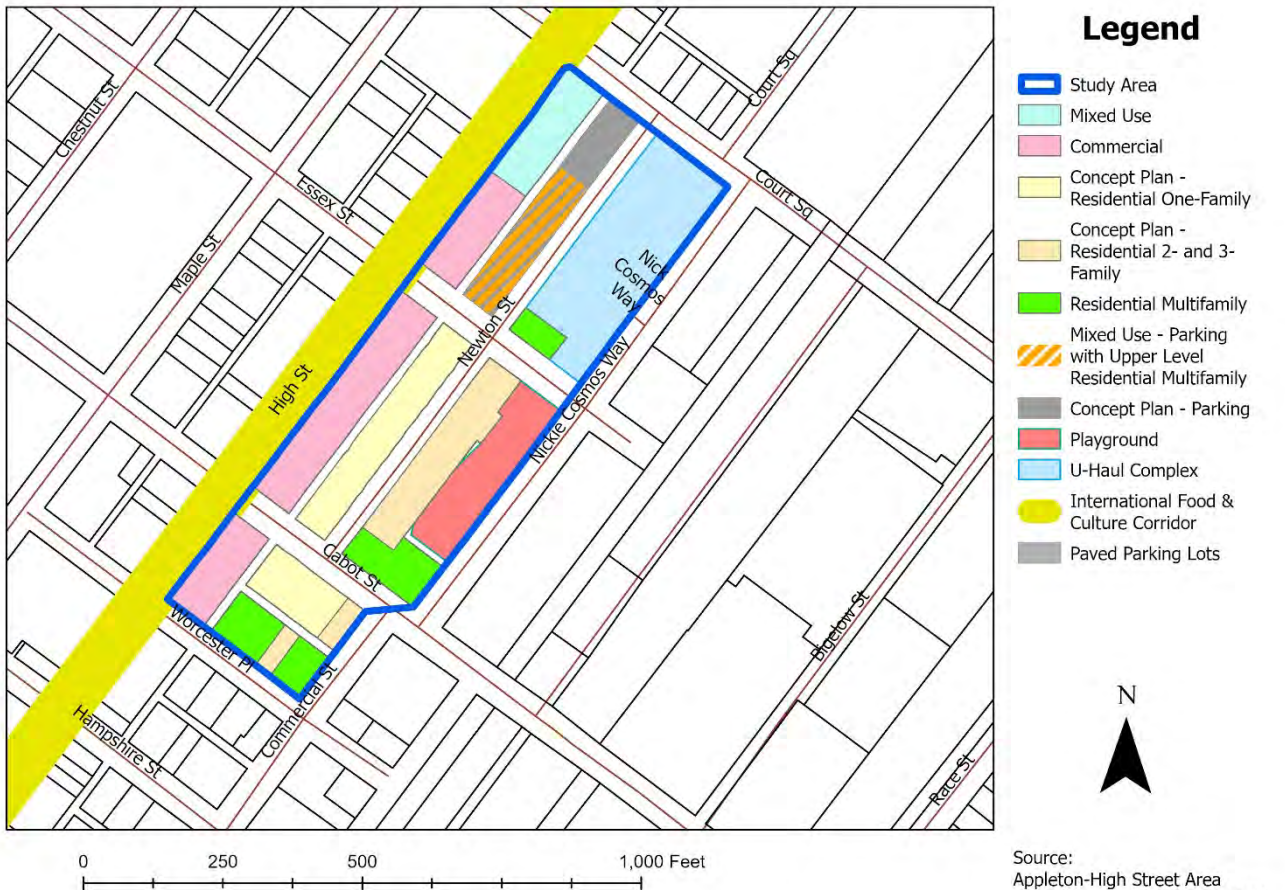 Legend
Study Area
Mixed Use
Commercial
Concept Plan -
Residential One-Family
Concept Plan -
Residential 2- and 3-
Family
Residential Multifamily
Mixed Use - Parking
with Upper Level
Residential Multifamily
Concept Plan - Parking
Playground
U-Haul Complex
International Food &
Culture Corridor
Paved Parking Lots
Chestnut St
Essex St
Maple St
High St
Court Sq
Court Sq
Nick
Cosmos
Way
Newton St
Nickie Cosmos Way
Cabot St
Worcester Pl
Commercial St
Hampshire St
Bigelow St
Race St
N
0 250 500 1,000 Feet
Source:
Appleton-High Street Area